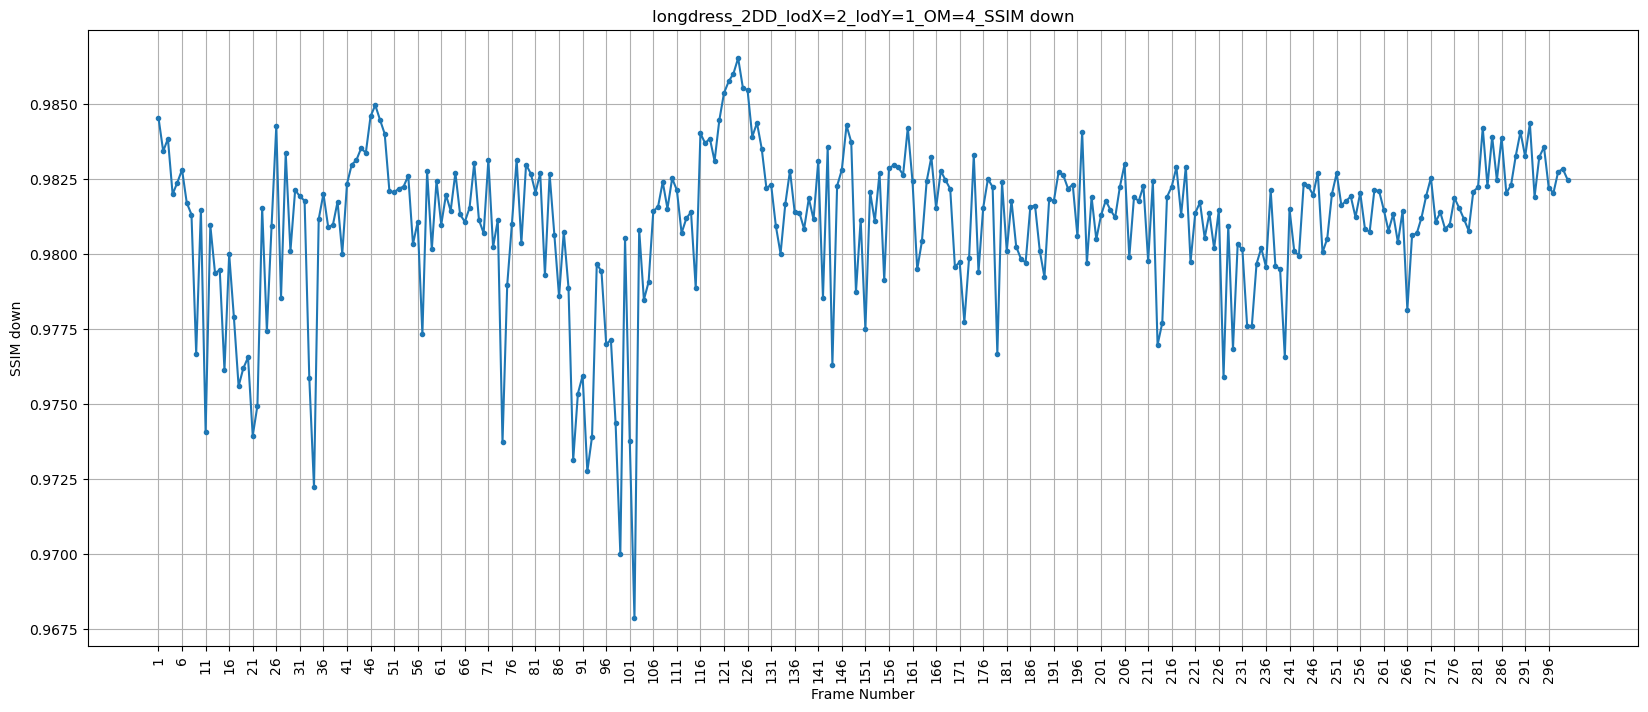 longdress_2DD_lodX=2_lodY=1_OM=4_SSIM down
SSIM down
0.9850
0.9825
0.9800
0.9775
0.9750
0.9725
0.9700
0.9675
1 6 11 16 21 26 31 36 41 46 51 56 61 66 71 76 81 86 91 96 101 106 111 116 121 126 131 136 141 146 151 156 161 166 171 176 181 186 191 196 201 206 211 216 221 226 231 236 241 246 251 256 261 266 271 276 281 286 291 296
Frame Number